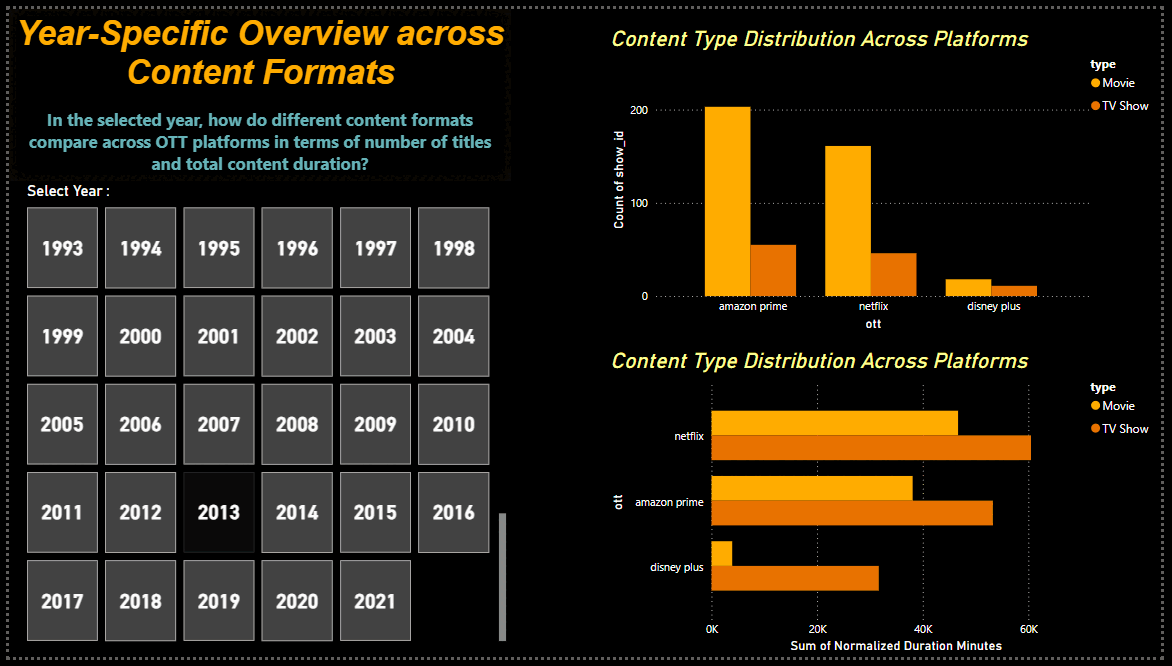 Year-Specific Overview across
Content Formats
In the selected year, how do different content formats
compare across OTT platforms in terms of number of titles
and total content duration?
Select Year :
1993 1994 1995 1996 1997 1998
1999 2000 2001 2002 2003 2004
2005 2006 2007 2008 2009 2010
2011 2012 2013 2014 2015 2016
2017 2018 2019 2020 2021
Content Type Distribution Across Platforms
type
Movie
TV Show
Count of show_id
200
100
0
amazon prime netflix disney plus
ott
Content Type Distribution Across Platforms
type
Movie
TV Show
ott
netflix
amazon prime
disney plus
0K 20K 40K 60K
Sum of Normalized Duration Minutes